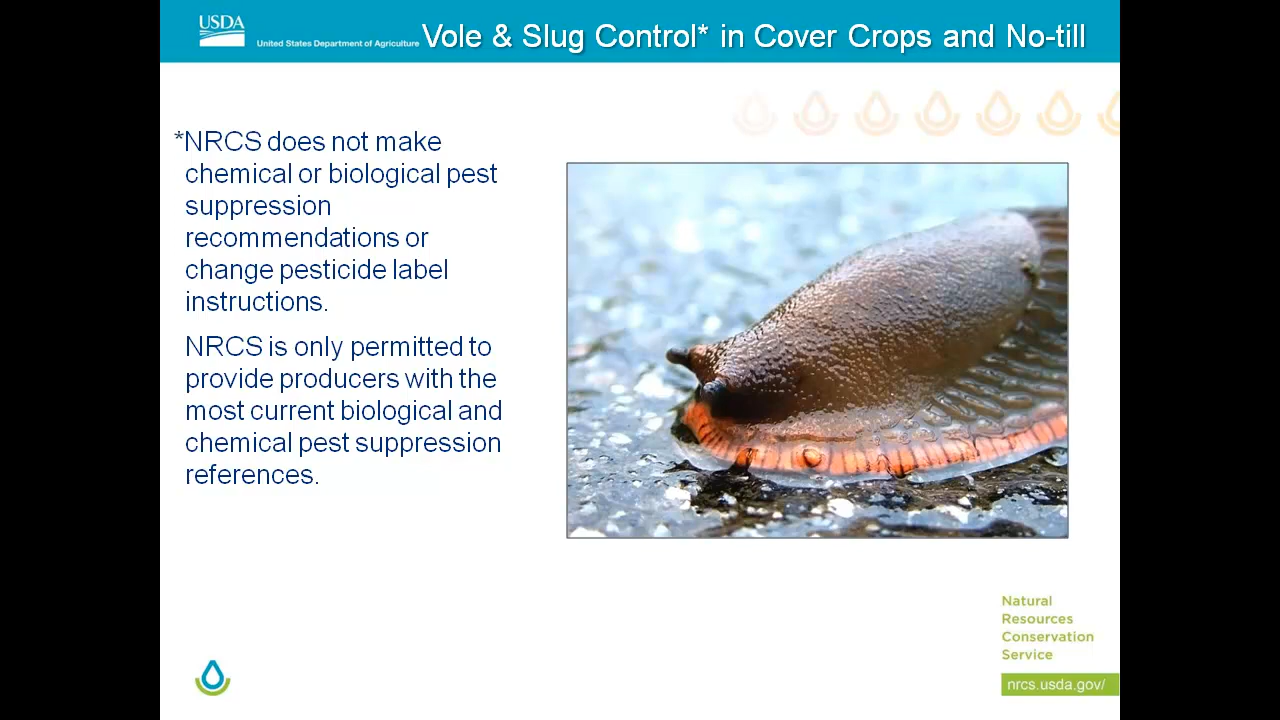 USDA
United States Department of Agriculture
Vole & Slug Control* in Cover Crops and No-till
*NRCS does not make
chemical or biological pest
suppression
recommendations or
change pesticide label
instructions.
NRCS is only permitted to
provide producers with the
most current biological and
chemical pest suppression
references.
Natural
Resources
Conservation
Service
nrcs.usda.gov/